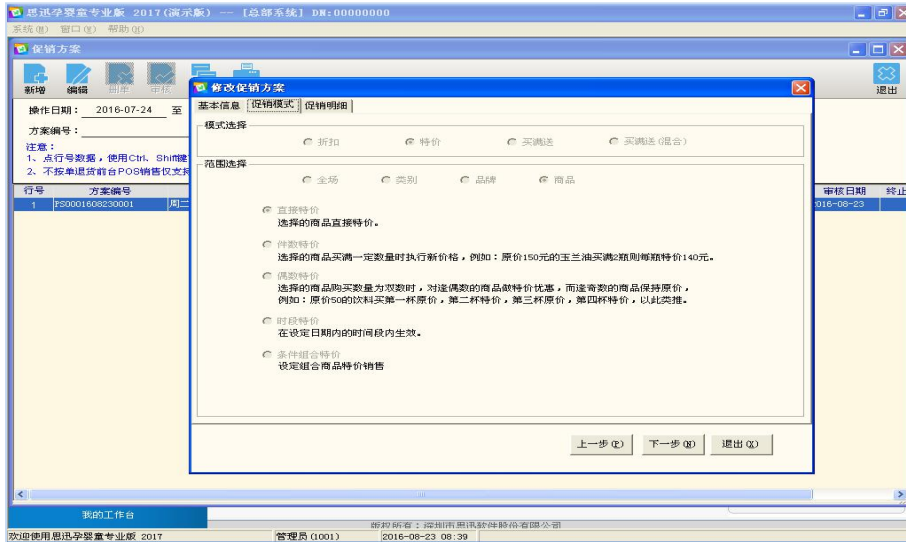 思迅孕婴童专业版 2017(演示版) -- [总部系统] DN:00000000
系统(M) 窗口(X) 帮助(X)
促销方案
新增 编辑 删单 审核 退出
修改促销方案
操作日期： 2016-07-24 至
基本信息 促销模式 促销明细
方案编号：
模式选择
折扣 特价 买满送 买满送(混合)
注意：
1、点行号数据，使用Ctrl、Shift键
2、不按单退货前台POS销售仅支持
范围选择
全场 类别 品牌 商品
行号 方案编号 审核日期 终止
1 PS0001608230001 周二 2016-08-23
直接特价
选择的商品直接特价。
件数特价
选择的商品买满一定数量时执行新价格，例如：原价150元的玉兰油买满2瓶则每瓶特价140元。
偶数特价
选择的商品购买数量为双数时，对逢偶数的商品做特价优惠，而逢奇数的商品保持原价，
例如：原价50的饮料买第一杯原价，第二杯特价，第三杯原价，第四杯特价，以此类推。
时段特价
在设定日期内的时间段内生效。
条件组合特价
设定组合商品特价销售
上一步(P) 下一步(N) 退出(X)
我的工作台
版权所有：深圳市思迅软件股份有限公司
欢迎使用思迅孕婴童专业版 2017 管理员(1001) 2016-08-23 08:39